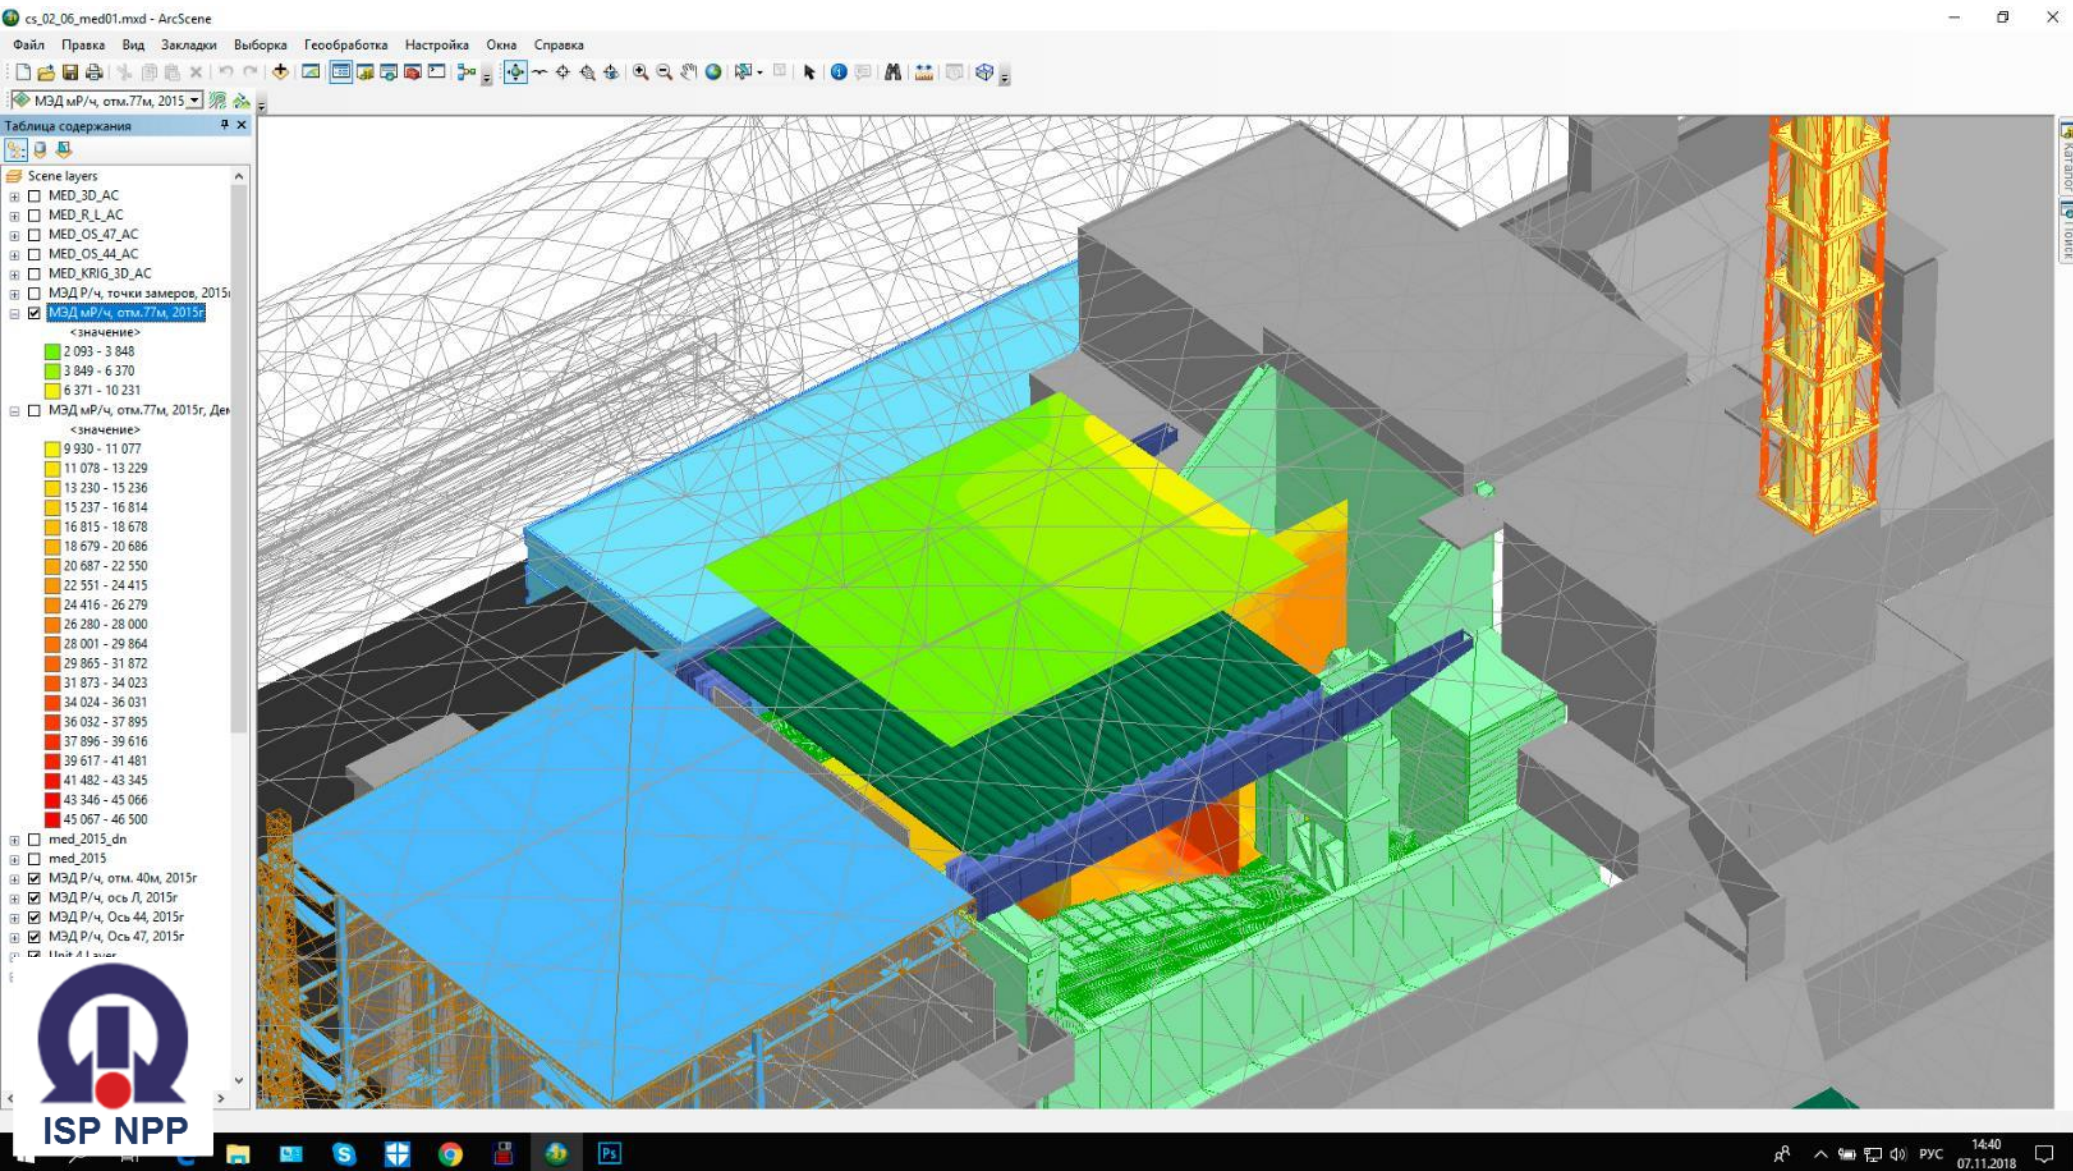 cs_02_06_med01.mxd - ArcScene
Файл Правка Вид Закладки Выборка Геообработка Настройка Окна Справка
МЭД мР/ч, отм.77м, 2015
Таблица содержания
Scene layers
MED_3D_AC
MED_R_L_AC
MED_OS_47_AC
MED_OS_44_AC
MED_KRIG_3D_AC
МЭД Р/ч, точки замеров, 2015
МЭД мР/ч, отм.77м, 2015г
<значение>
2 093 - 3 848
3 849 - 6 370
6 371 - 10 231
МЭД мР/ч, отм.77м, 2015г, Дем
<значение>
9 930 - 11 077
11 078 - 13 229
13 230 - 15 236
15 237 - 16 814
16 815 - 18 678
18 679 - 20 686
20 687 - 22 550
22 551 - 24 415
24 416 - 26 279
26 280 - 28 000
28 001 - 29 864
29 865 - 31 872
31 873 - 34 023
34 024 - 36 031
36 032 - 37 895
37 896 - 39 616
39 617 - 41 481
41 482 - 43 345
43 346 - 45 066
45 067 - 46 500
med_2015_dn
med_2015
МЭД Р/ч, отм. 40м, 2015г
МЭД Р/ч, ось Л, 2015г
МЭД Р/ч, Ось 44, 2015г
МЭД Р/ч, Ось 47, 2015г
Unit 4 Layer
Каталог
Поиск
ISP NPP
Ps
РУС
14:40
07.11.2018